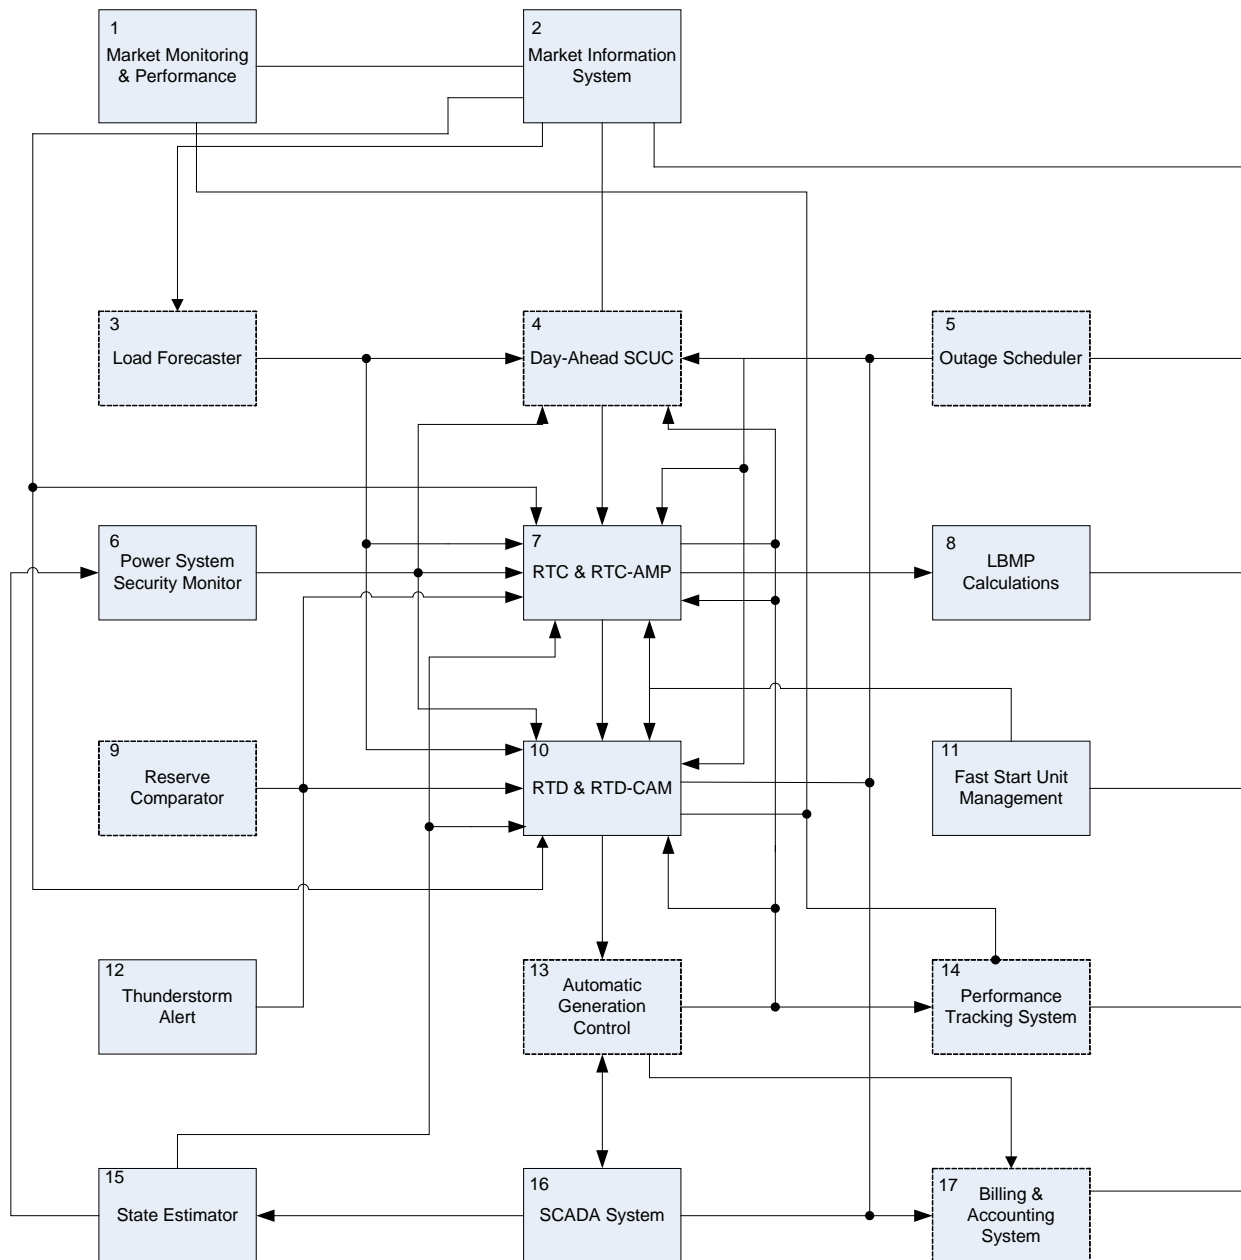 1
Market Monitoring
& Performance
2
Market Information
System
3
Load Forecaster
4
Day-Ahead SCUC
5
Outage Scheduler
6
Power System
Security Monitor
7
RTC & RTC-AMP
8
LBMP
Calculations
9
Reserve
Comparator
10
RTD & RTD-CAM
11
Fast Start Unit
Management
12
Thunderstorm
Alert
13
Automatic
Generation
Control
14
Performance
Tracking System
15
State Estimator
16
SCADA System
17
Billing &
Accounting
System